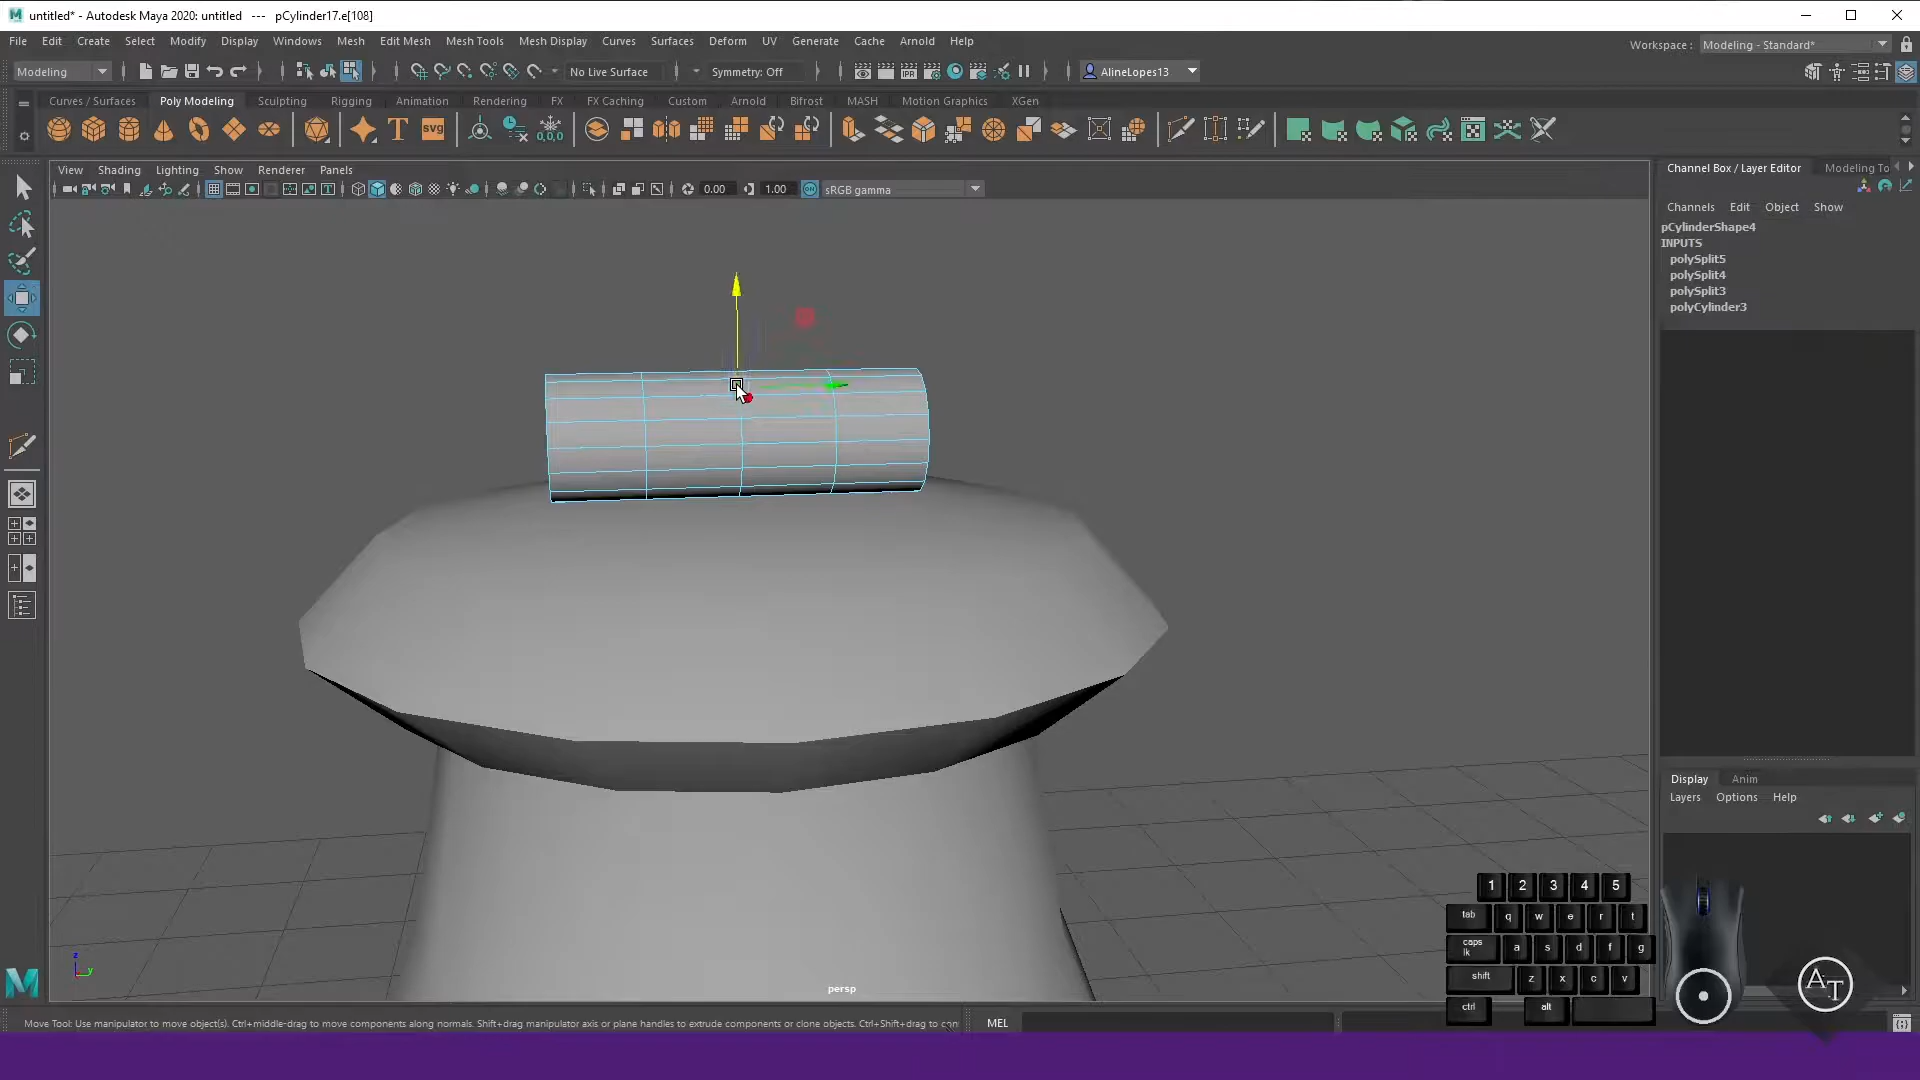 untitled* - Autodesk Maya 2020: untitled   ---   pCylinder17.e[108]
File Edit Create Select Modify Display Windows Mesh Edit Mesh Mesh Tools Mesh Display Curves Surfaces Deform UV Generate Cache Arnold Help
Workspace : Modeling - Standard*
Modeling No Live Surface Symmetry: Off AlineLopes13
Curves / Surfaces Poly Modeling Sculpting Rigging Animation Rendering FX FX Caching Custom Arnold Bifrost MASH Motion Graphics XGen
T svg 0,0,0
View Shading Lighting Show Renderer Panels
0.00 1.00 ON sRGB gamma
Channel Box / Layer Editor Modeling To
Channels Edit Object Show
pCylinderShape4
INPUTS
polySplit5
polySplit4
polySplit3
polyCylinder3
Display Anim
Layers Options Help
1 2 3 4 5
tab q w e r t
caps lk a s d f g
shift z x c v
ctrl alt
AT
z
y
persp
Move Tool: Use manipulator to move object(s). Ctrl+middle-drag to move components along normals. Shift+drag manipulator axis or plane handles to extrude components or clone objects. Ctrl+Shift+drag to con
MEL